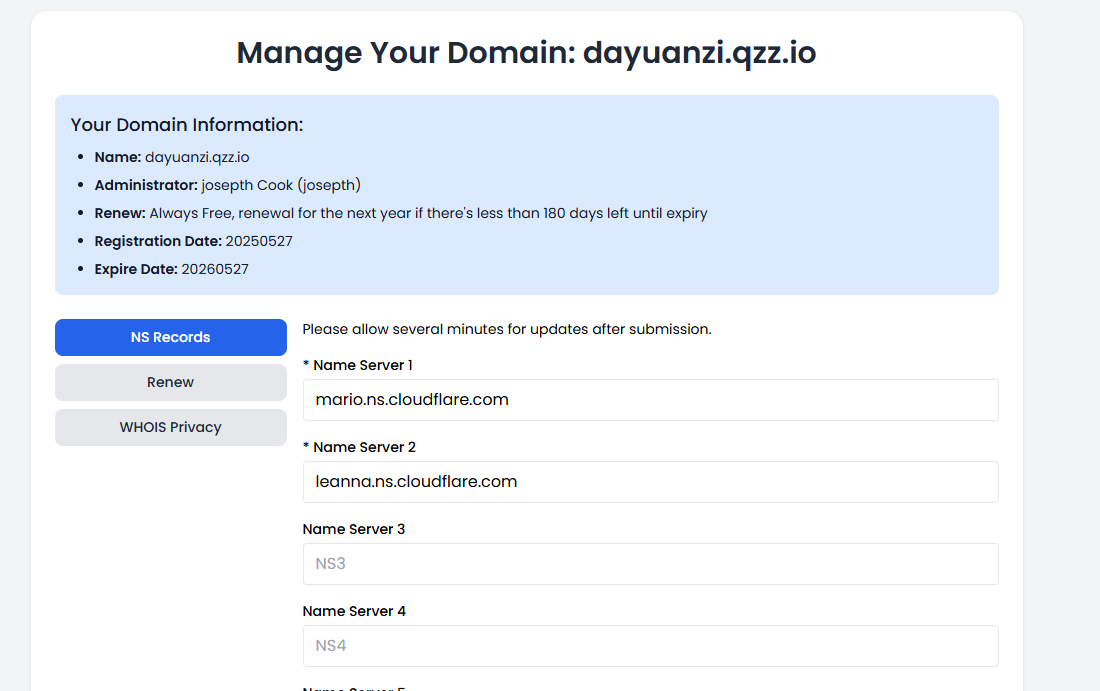 Manage Your Domain: dayuanzi.qzz.io
Your Domain Information:
Name: dayuanzi.qzz.io
Administrator: josepth Cook (josepth)
Renew: Always Free, renewal for the next year if there's less than 180 days left until expiry
Registration Date: 20250527
Expire Date: 20260527
NS Records
Renew
WHOIS Privacy
Please allow several minutes for updates after submission.
* Name Server 1
mario.ns.cloudflare.com
* Name Server 2
leanna.ns.cloudflare.com
Name Server 3
NS3
Name Server 4
NS4